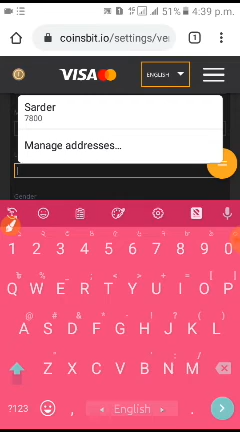 51% 4:39 p.m.
coinsbit.io/settings/ve
1
VISA ENGLISH
Sarder
7800
Manage addresses...
Gender
1 2 3 4 5 6 7 8 9 0
Q W E R T Y U I O P
A S D F G H J K L
Z X C V B N M
?123 , English .